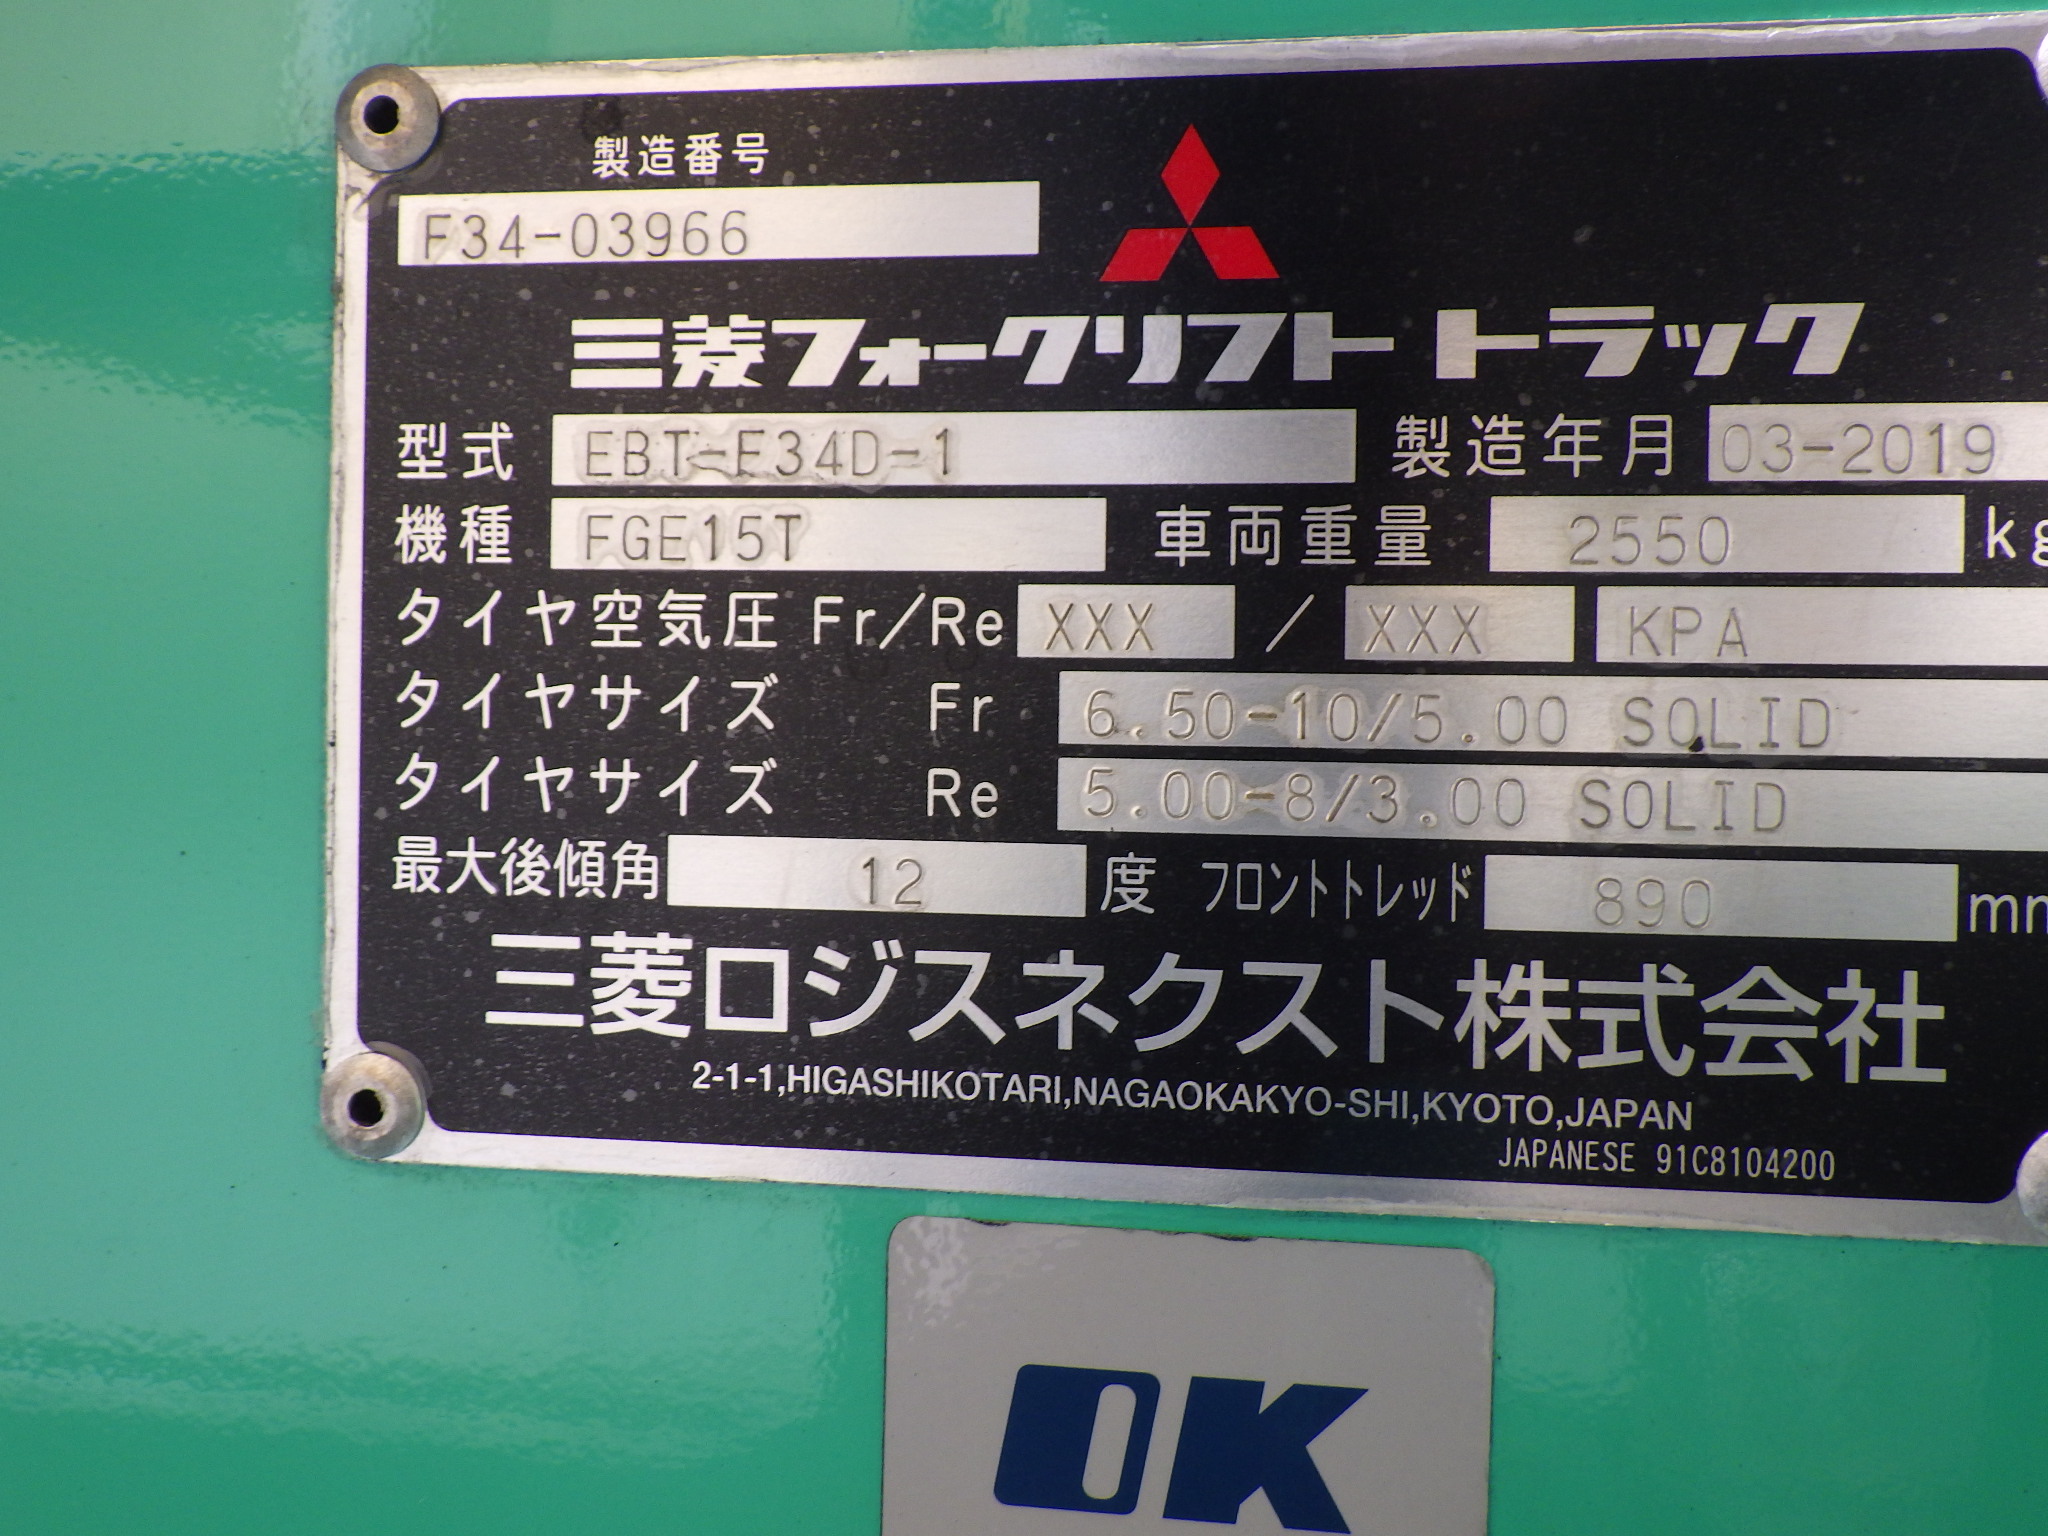 製造番号
F34-03966
三菱フォークリフト トラック
型式 EBT-F34D-1 製造年月 03-2019
機種 FGE15T 車両重量 2550 kg
タイヤ空気圧 Fr/Re XXX / XXX KPA
タイヤサイズ Fr 6.50-10/5.00 SOLID
タイヤサイズ Re 5.00-8/3.00 SOLID
最大後傾角 12 度 フロントトレッド 890 mm
三菱ロジスネクスト株式会社
2-1-1,HIGASHIKOTARI,NAGAOKAKYO-SHI,KYOTO,JAPAN
JAPANESE 91C8104200
OK